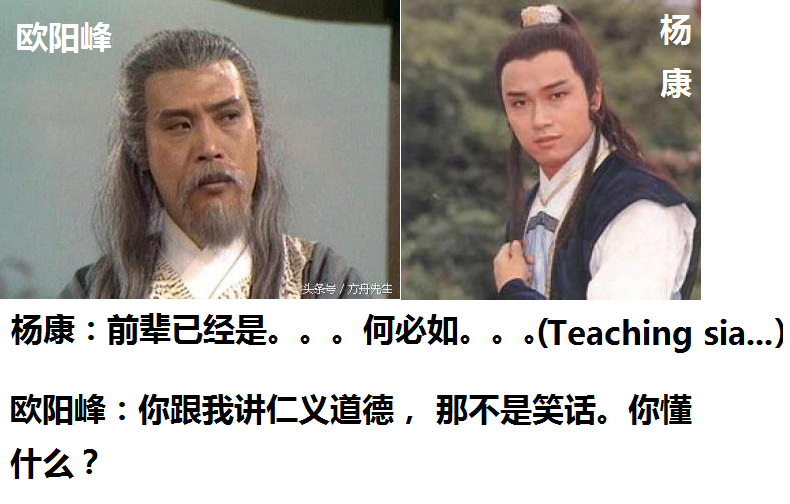 欧阳峰
杨
康
头条号 / 方舟先生
杨康：前辈已经是。。。何必如。。。(Teaching sia...)
欧阳峰：你跟我讲仁义道德， 那不是笑话。你懂
什么？